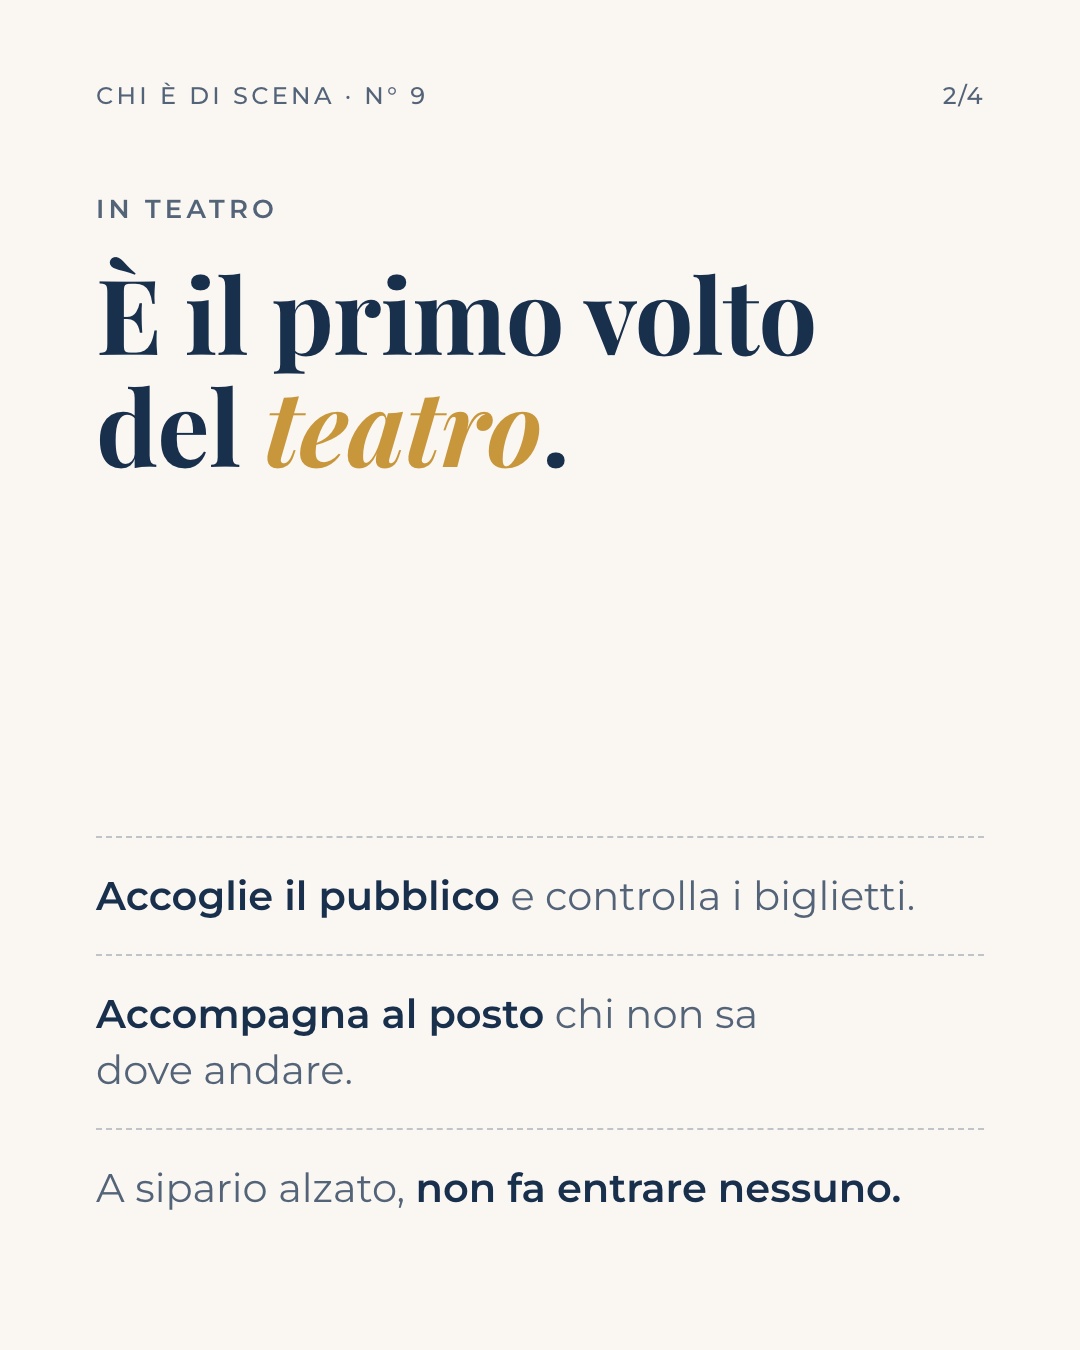 CHI È DI SCENA · N° 9
2/4
IN TEATRO
È il primo volto
del teatro.
Accoglie il pubblico e controlla i biglietti.
Accompagna al posto chi non sa
dove andare.
A sipario alzato, non fa entrare nessuno.